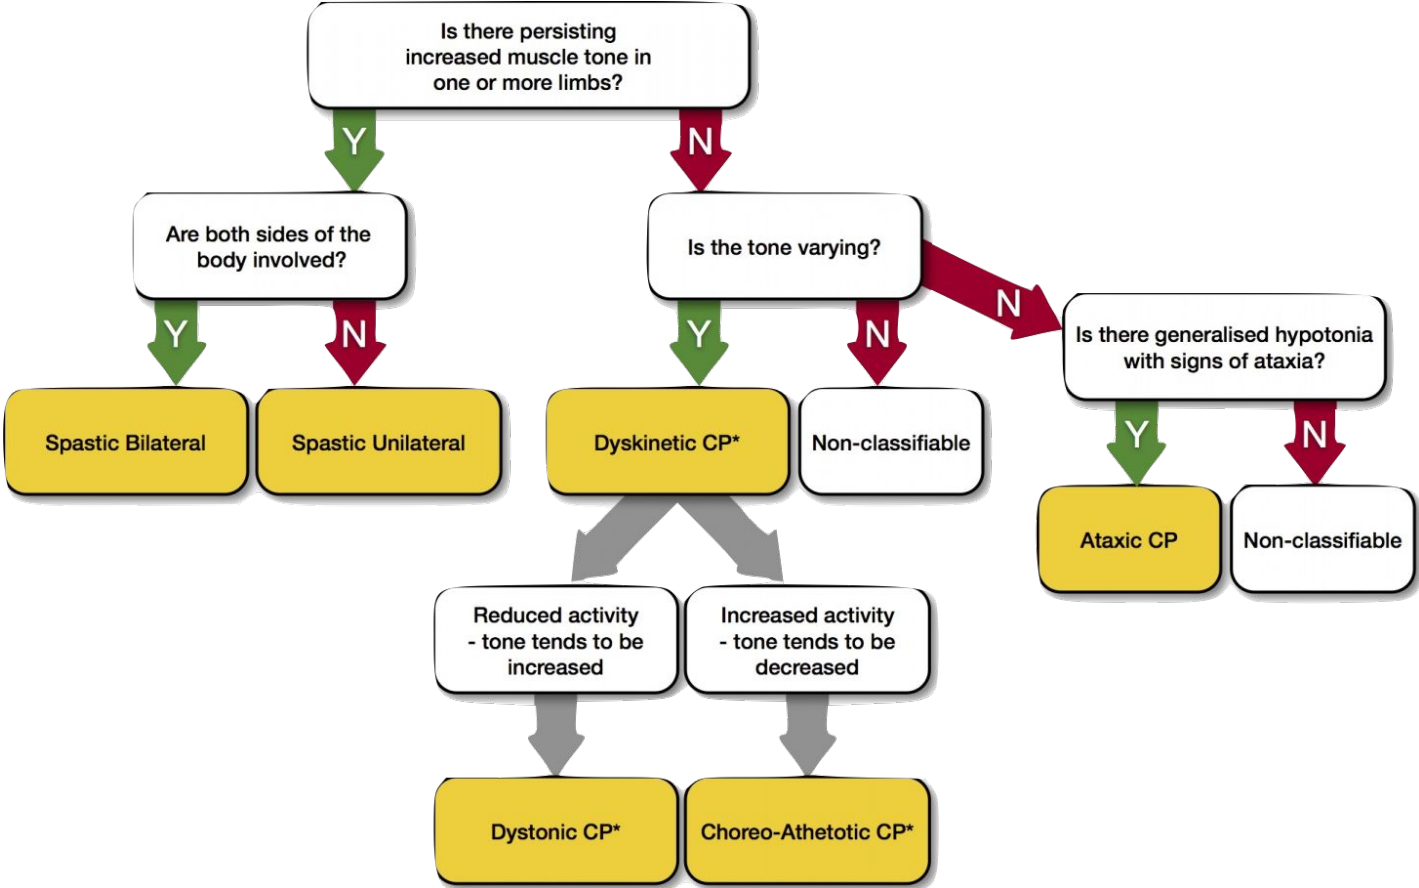 Is there persisting
increased muscle tone in
one or more limbs?
Y
N
Are both sides of the
body involved?
Is the tone varying?
N
Y
N
Y
N
Is there generalised hypotonia
with signs of ataxia?
Spastic Bilateral
Spastic Unilateral
Dyskinetic CP*
Non-classifiable
Y
N
Ataxic CP
Non-classifiable
Reduced activity
- tone tends to be
increased
Increased activity
- tone tends to be
decreased
Dystonic CP*
Choreo-Athetotic CP*